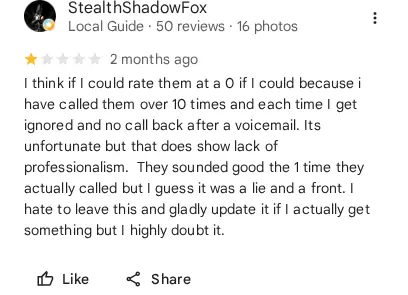 StealthShadowFox
Local Guide · 50 reviews · 16 photos
2 months ago
I think if I could rate them at a 0 if I could because i
have called them over 10 times and each time I get
ignored and no call back after a voicemail. Its
unfortunate but that does show lack of
professionalism.  They sounded good the 1 time they
actually called but I guess it was a lie and a front. I
hate to leave this and gladly update it if I actually get
something but I highly doubt it.
Like Share